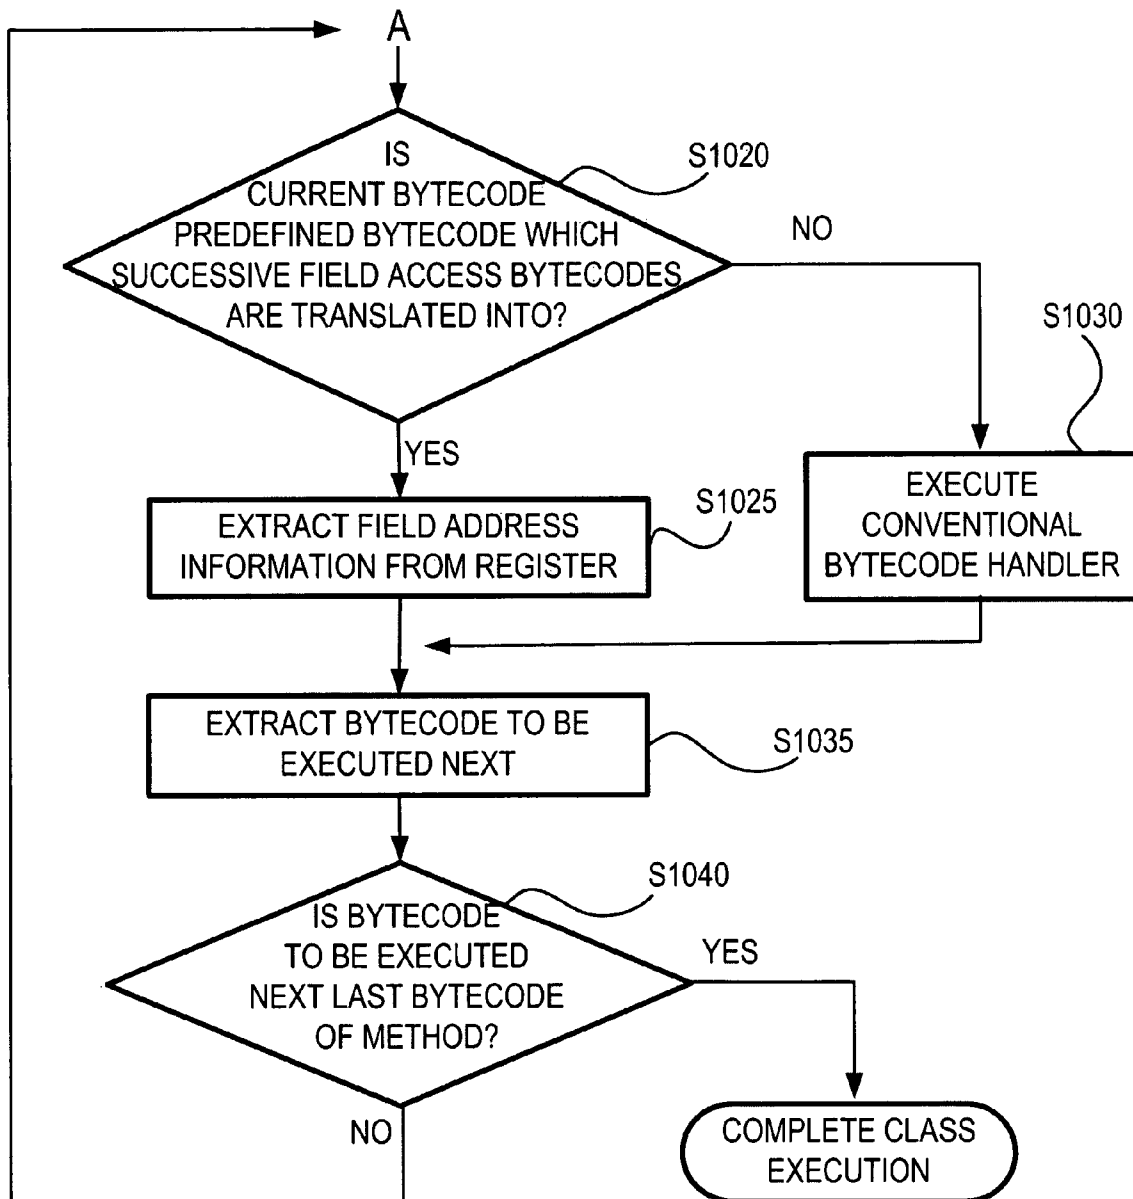 A
IS
CURRENT BYTECODE
PREDEFINED BYTECODE WHICH
SUCCESSIVE FIELD ACCESS BYTECODES
ARE TRANSLATED INTO?
S1020
NO
YES
S1030
EXECUTE
CONVENTIONAL
BYTECODE HANDLER
S1025
EXTRACT FIELD ADDRESS
INFORMATION FROM REGISTER
EXTRACT BYTECODE TO BE
EXECUTED NEXT
S1035
S1040
IS BYTECODE
TO BE EXECUTED
NEXT LAST BYTECODE
OF METHOD?
YES
NO
COMPLETE CLASS
EXECUTION